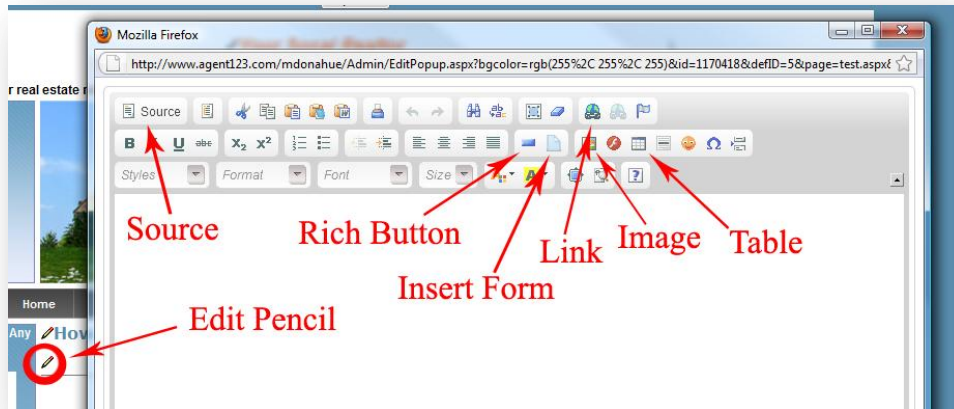 Mozilla Firefox
http://www.agent123.com/mdonahue/Admin/EditPopup.aspx?bgcolor=rgb(255%2C 255%2C 255)&id=1170418&defID=5&page=test.aspx&
r real estate
Source
B U abc X₂ X²
Styles Format Font Size A
Source
Rich Button
Link
Image
Table
Insert Form
Home
Edit Pencil
Any
How